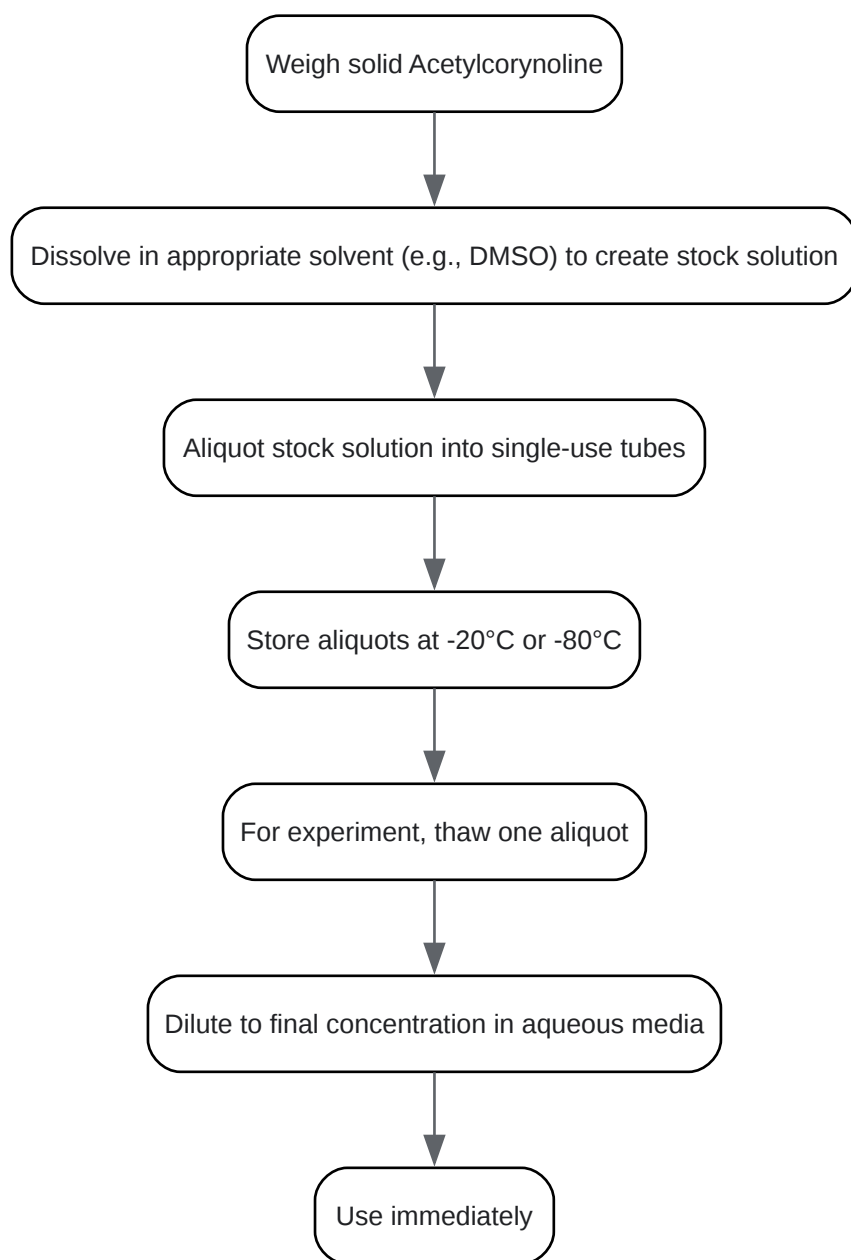 Weigh solid Acetylcorynoline
Dissolve in appropriate solvent (e.g., DMSO) to create stock solution
Aliquot stock solution into single-use tubes
Store aliquots at -20°C or -80°C
For experiment, thaw one aliquot
Dilute to final concentration in aqueous media
Use immediately